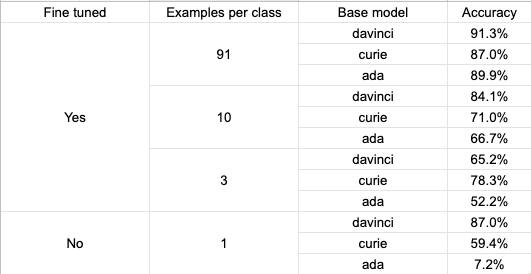 Fine tuned Examples per class Base model Accuracy
davinci 91.3%
91 curie 87.0%
ada 89.9%
davinci 84.1%
Yes 10 curie 71.0%
ada 66.7%
davinci 65.2%
3 curie 78.3%
ada 52.2%
davinci 87.0%
No 1 curie 59.4%
ada 7.2%